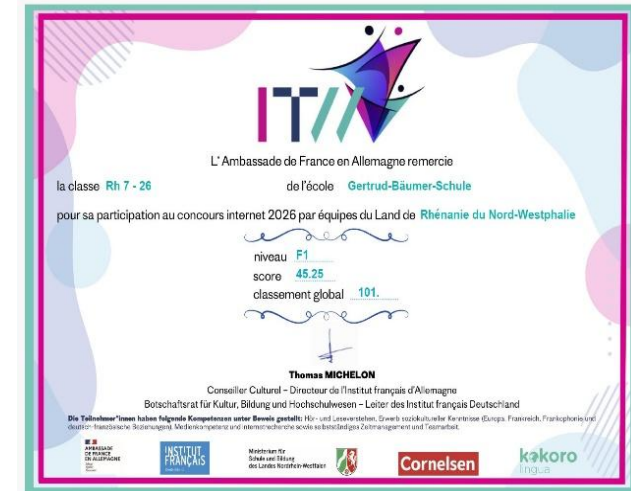 ITW
L'Ambassade de France en Allemagne remercie
la classe Rh 7 - 26 de l'école Gertrud-Bäumer-Schule
pour sa participation au concours internet 2026 par équipes du Land de Rhénanie du Nord-Westphalie
niveau F1
score 45.25
classement global 101.
Thomas MICHELON
Conseiller Culturel – Directeur de l'Institut français d'Allemagne
Botschaftsrat für Kultur, Bildung und Hochschulwesen – Leiter des Institut français Deutschland
Die Teilnehmer*innen haben folgende Kompetenzen unter Beweis gestellt: Hör- und Leseverstehen, Erwerb soziokultureller Kenntnisse (Europa, Frankreich, Frankophonie und
deutsch-französische Beziehungen), Medienkompetenz und Internetrecherche sowie selbstständiges Zeitmanagement und Teamarbeit.
AMBASSADE
DE FRANCE
EN ALLEMAGNE
INSTITUT
FRANÇAIS
Ministerium für
Schule und Bildung
des Landes Nordrhein-Westfalen
Cornelsen
kokoro
lingua